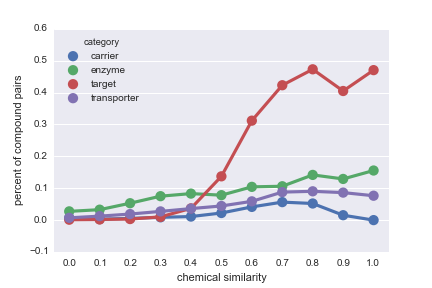 0.6
0.5
0.4
0.3
0.2
0.1
0.0
−0.1
percent of compound pairs
category
carrier
enzyme
target
transporter
0.0 0.1 0.2 0.3 0.4 0.5 0.6 0.7 0.8 0.9 1.0
chemical similarity